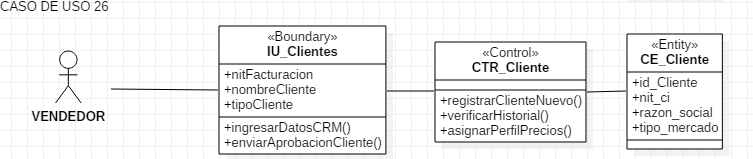 CASO DE USO 26
VENDEDOR
«Boundary»
IU_Clientes
+nitFacturacion
+nombreCliente
+tipoCliente
+ingresarDatosCRM()
+enviarAprobacionCliente()
«Control»
CTR_Cliente
+registrarClienteNuevo()
+verificarHistorial()
+asignarPerfilPrecios()
«Entity»
CE_Cliente
+id_Cliente
+nit_ci
+razon_social
+tipo_mercado